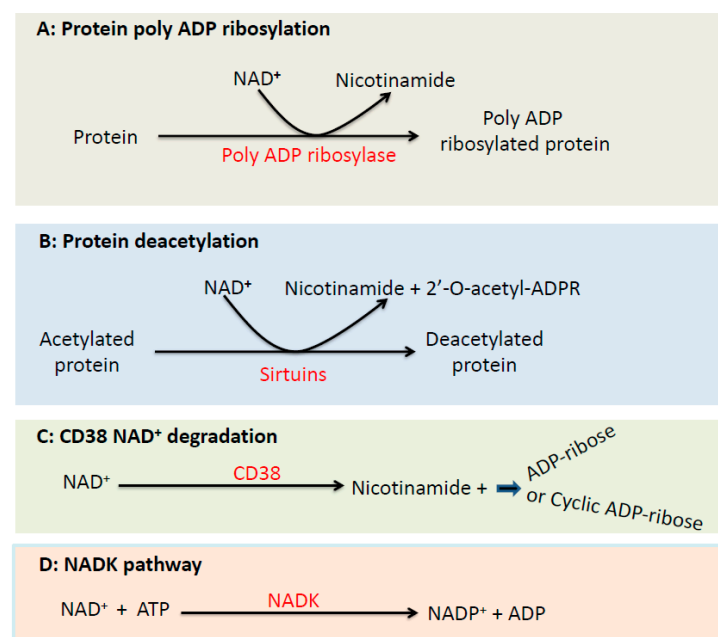 A: Protein poly ADP ribosylation
NAD⁺ Nicotinamide
Protein
Poly ADP
ribosylated protein
Poly ADP ribosylase
B: Protein deacetylation
NAD⁺ Nicotinamide + 2’-O-acetyl-ADPR
Acetylated
protein
Deacetylated
protein
Sirtuins
C: CD38 NAD⁺ degradation
NAD⁺
CD38
Nicotinamide +
ADP-ribose
or Cyclic ADP-ribose
D: NADK pathway
NAD⁺ + ATP
NADK
NADP⁺ + ADP